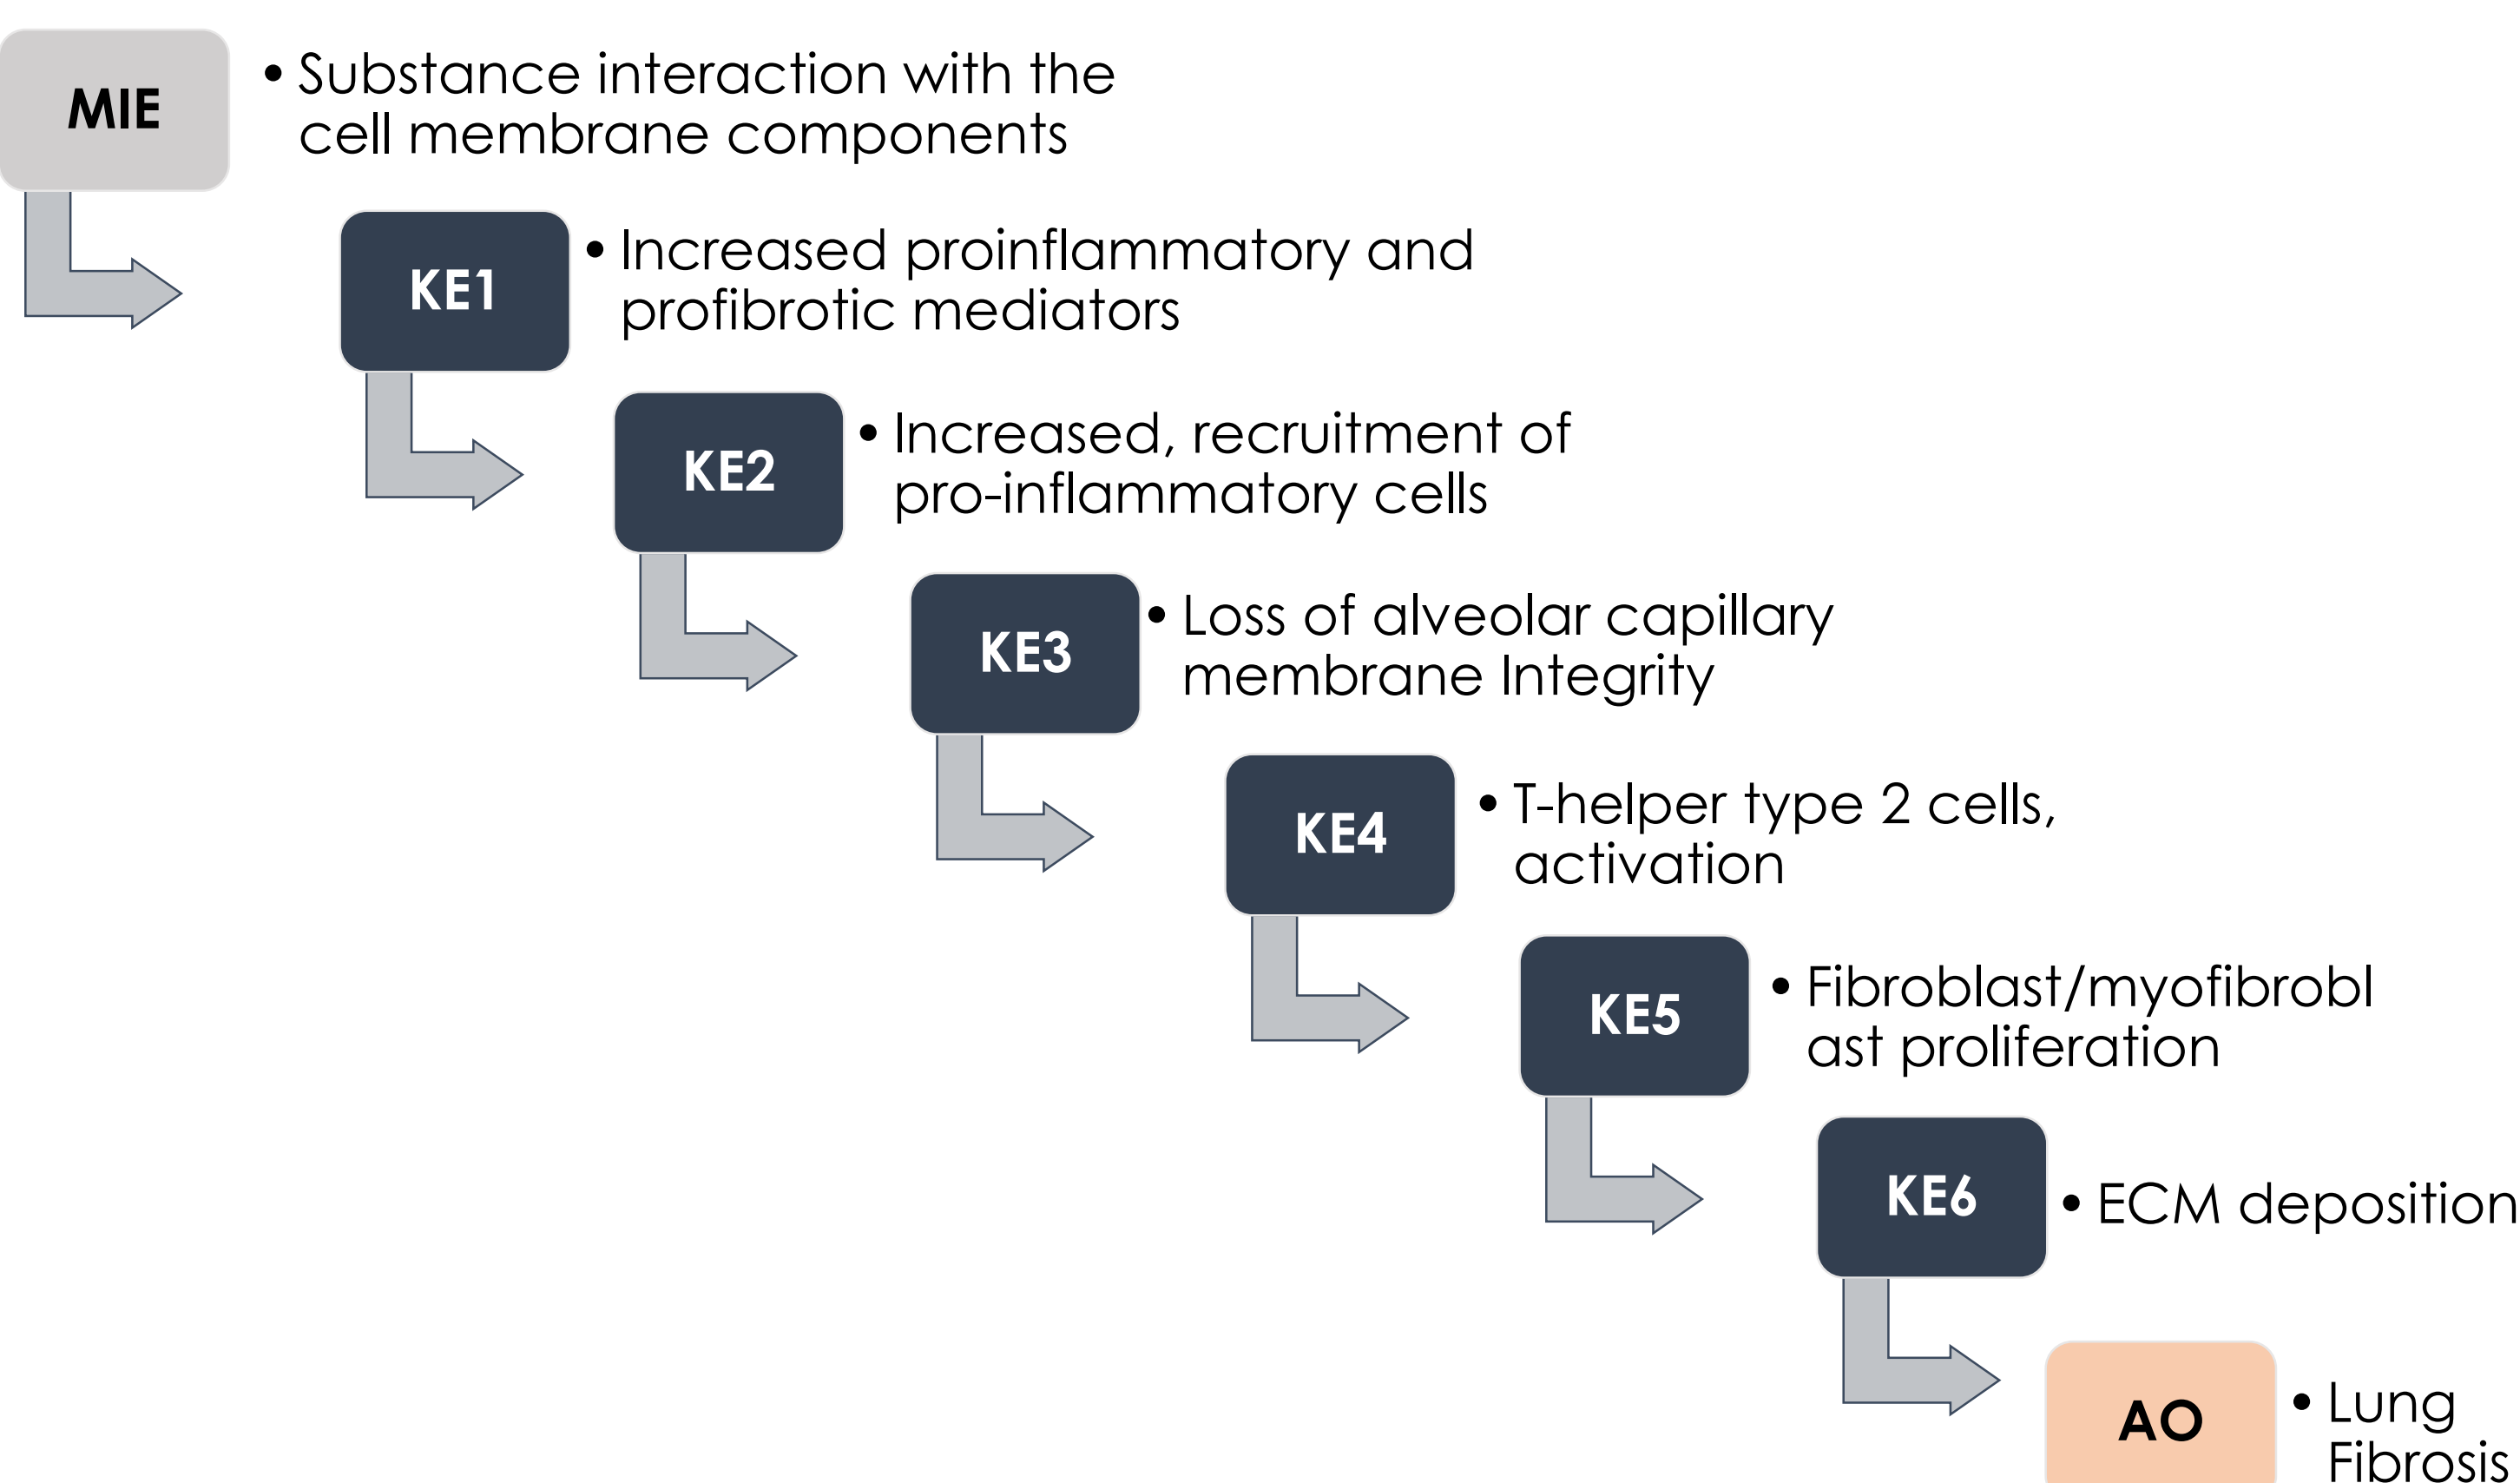 MIE
• Substance interaction with the
cell membrane components
KE1
• Increased proinflammatory and
profibrotic mediators
KE2
• Increased, recruitment of
pro-inflammatory cells
KE3
• Loss of alveolar capillary
membrane Integrity
KE4
• T-helper type 2 cells,
activation
KE5
• Fibroblast/myofibrobl
ast proliferation
KE6
• ECM deposition
AO
• Lung
Fibrosis